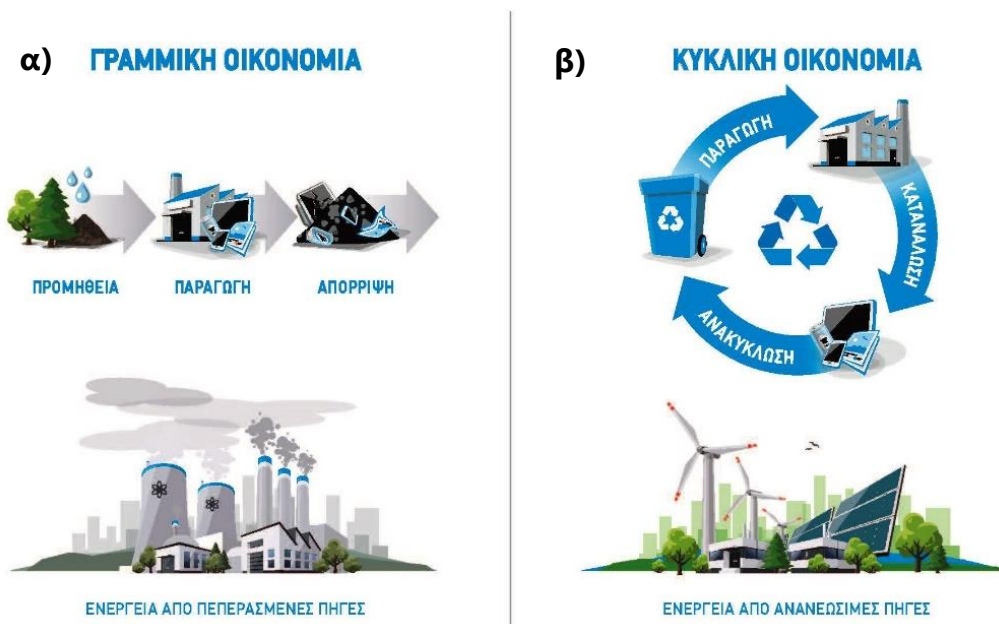 α) ΓΡΑΜΜΙΚΗ ΟΙΚΟΝΟΜΙΑ
ΠΡΟΜΗΘΕΙΑ
ΠΑΡΑΓΩΓΗ
ΑΠΟΡΡΙΨΗ
ΕΝΕΡΓΕΙΑ ΑΠΟ ΠΕΠΕΡΑΣΜΕΝΕΣ ΠΗΓΕΣ
β) ΚΥΚΛΙΚΗ ΟΙΚΟΝΟΜΙΑ
ΠΑΡΑΓΩΓΗ
ΚΑΤΑΝΑΛΩΣΗ
ΑΝΑΚΥΚΛΩΣΗ
ΕΝΕΡΓΕΙΑ ΑΠΟ ΑΝΑΝΕΩΣΙΜΕΣ ΠΗΓΕΣ